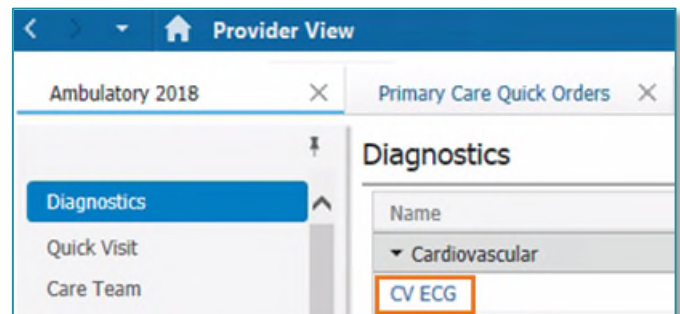 Provider View
Ambulatory 2018
Primary Care Quick Orders
Diagnostics
Quick Visit
Care Team
Diagnostics
Name
Cardiovascular
CV ECG